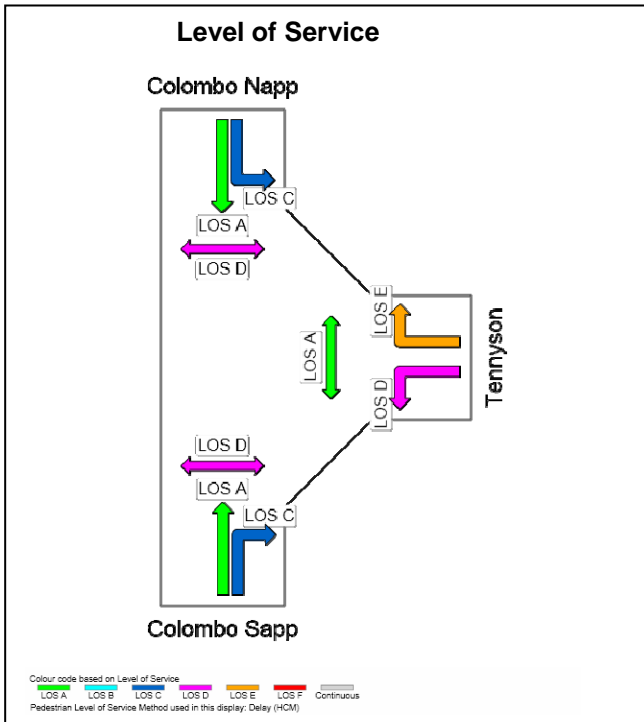 Level of Service
Colombo Napp
LOS C
LOS A
LOS D
LOS E
LOS A
Tennyson
LOS D
LOS D
LOS A
LOS C
Colombo Sapp
Colour code based on Level of Service
LOS A LOS B LOS C LOS D LOS E LOS F Continuous
Pedestrian Level of Service Method used in this display: Delay (HCM)